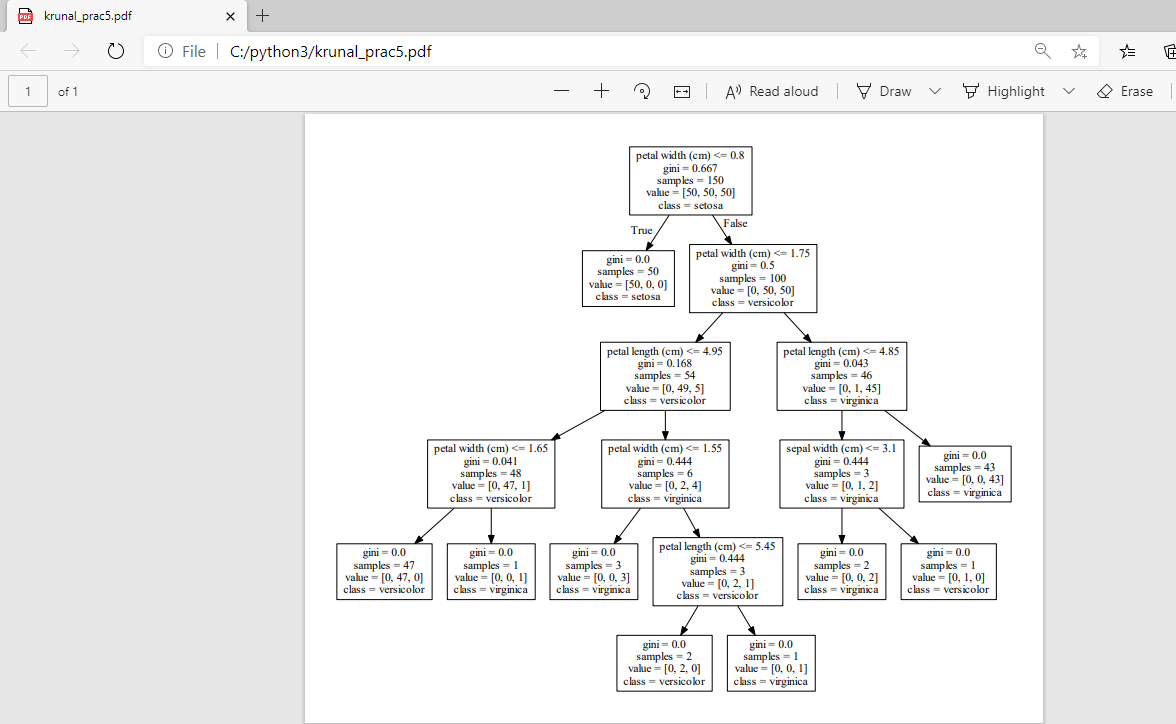 krunal_prac5.pdf
File
C:/python3/krunal_prac5.pdf
1 of 1
Read aloud
Draw
Highlight
Erase
petal width (cm) <= 0.8
gini = 0.667
samples = 150
value = [50, 50, 50]
class = setosa
True
False
gini = 0.0
samples = 50
value = [50, 0, 0]
class = setosa
petal width (cm) <= 1.75
gini = 0.5
samples = 100
value = [0, 50, 50]
class = versicolor
petal length (cm) <= 4.95
gini = 0.168
samples = 54
value = [0, 49, 5]
class = versicolor
petal length (cm) <= 4.85
gini = 0.043
samples = 46
value = [0, 1, 45]
class = virginica
petal width (cm) <= 1.65
gini = 0.041
samples = 48
value = [0, 47, 1]
class = versicolor
petal width (cm) <= 1.55
gini = 0.444
samples = 6
value = [0, 2, 4]
class = virginica
sepal width (cm) <= 3.1
gini = 0.444
samples = 3
value = [0, 1, 2]
class = virginica
gini = 0.0
samples = 43
value = [0, 0, 43]
class = virginica
gini = 0.0
samples = 47
value = [0, 47, 0]
class = versicolor
gini = 0.0
samples = 1
value = [0, 0, 1]
class = virginica
gini = 0.0
samples = 3
value = [0, 0, 3]
class = virginica
petal length (cm) <= 5.45
gini = 0.444
samples = 3
value = [0, 2, 1]
class = versicolor
gini = 0.0
samples = 2
value = [0, 0, 2]
class = virginica
gini = 0.0
samples = 1
value = [0, 1, 0]
class = versicolor
gini = 0.0
samples = 2
value = [0, 2, 0]
class = versicolor
gini = 0.0
samples = 1
value = [0, 0, 1]
class = virginica